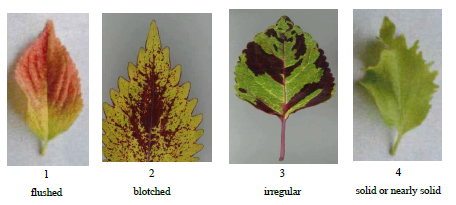 1 2 3 4
flushed blotched irregular solid or nearly solid